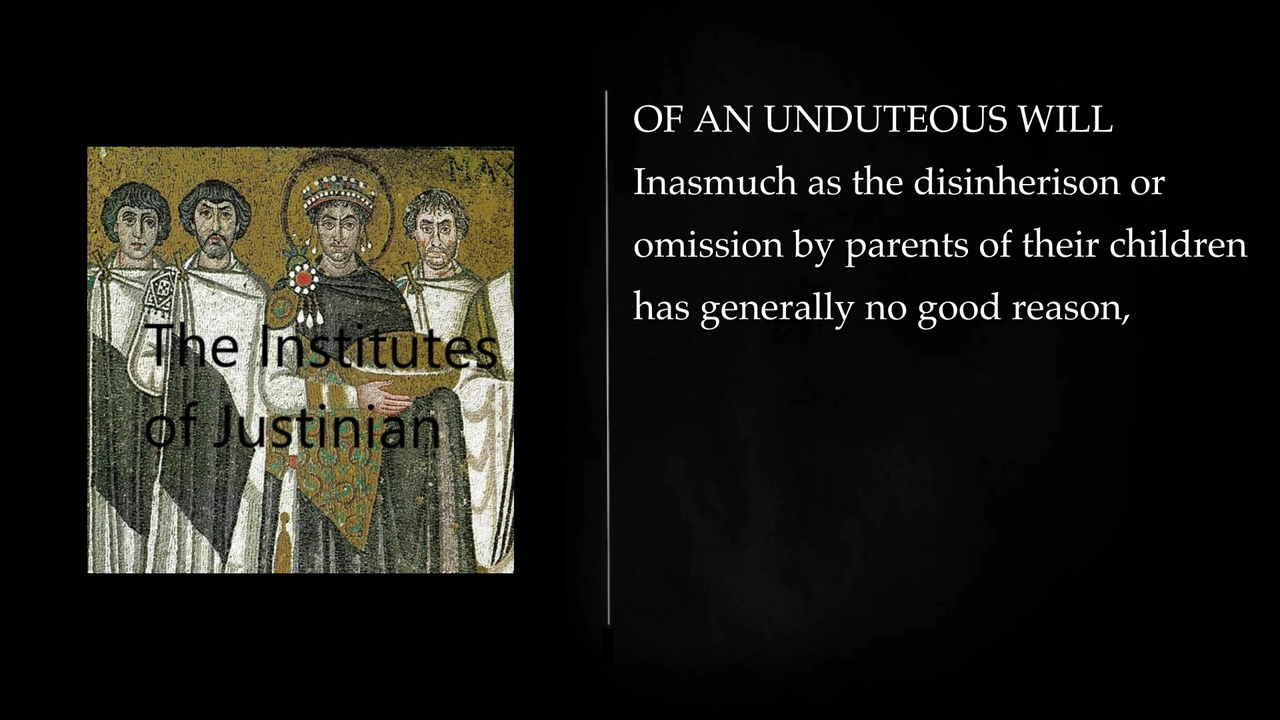 The Institutes
of Justinian
OF AN UNDUTEOUS WILL
Inasmuch as the disinherison or
omission by parents of their children
has generally no good reason,